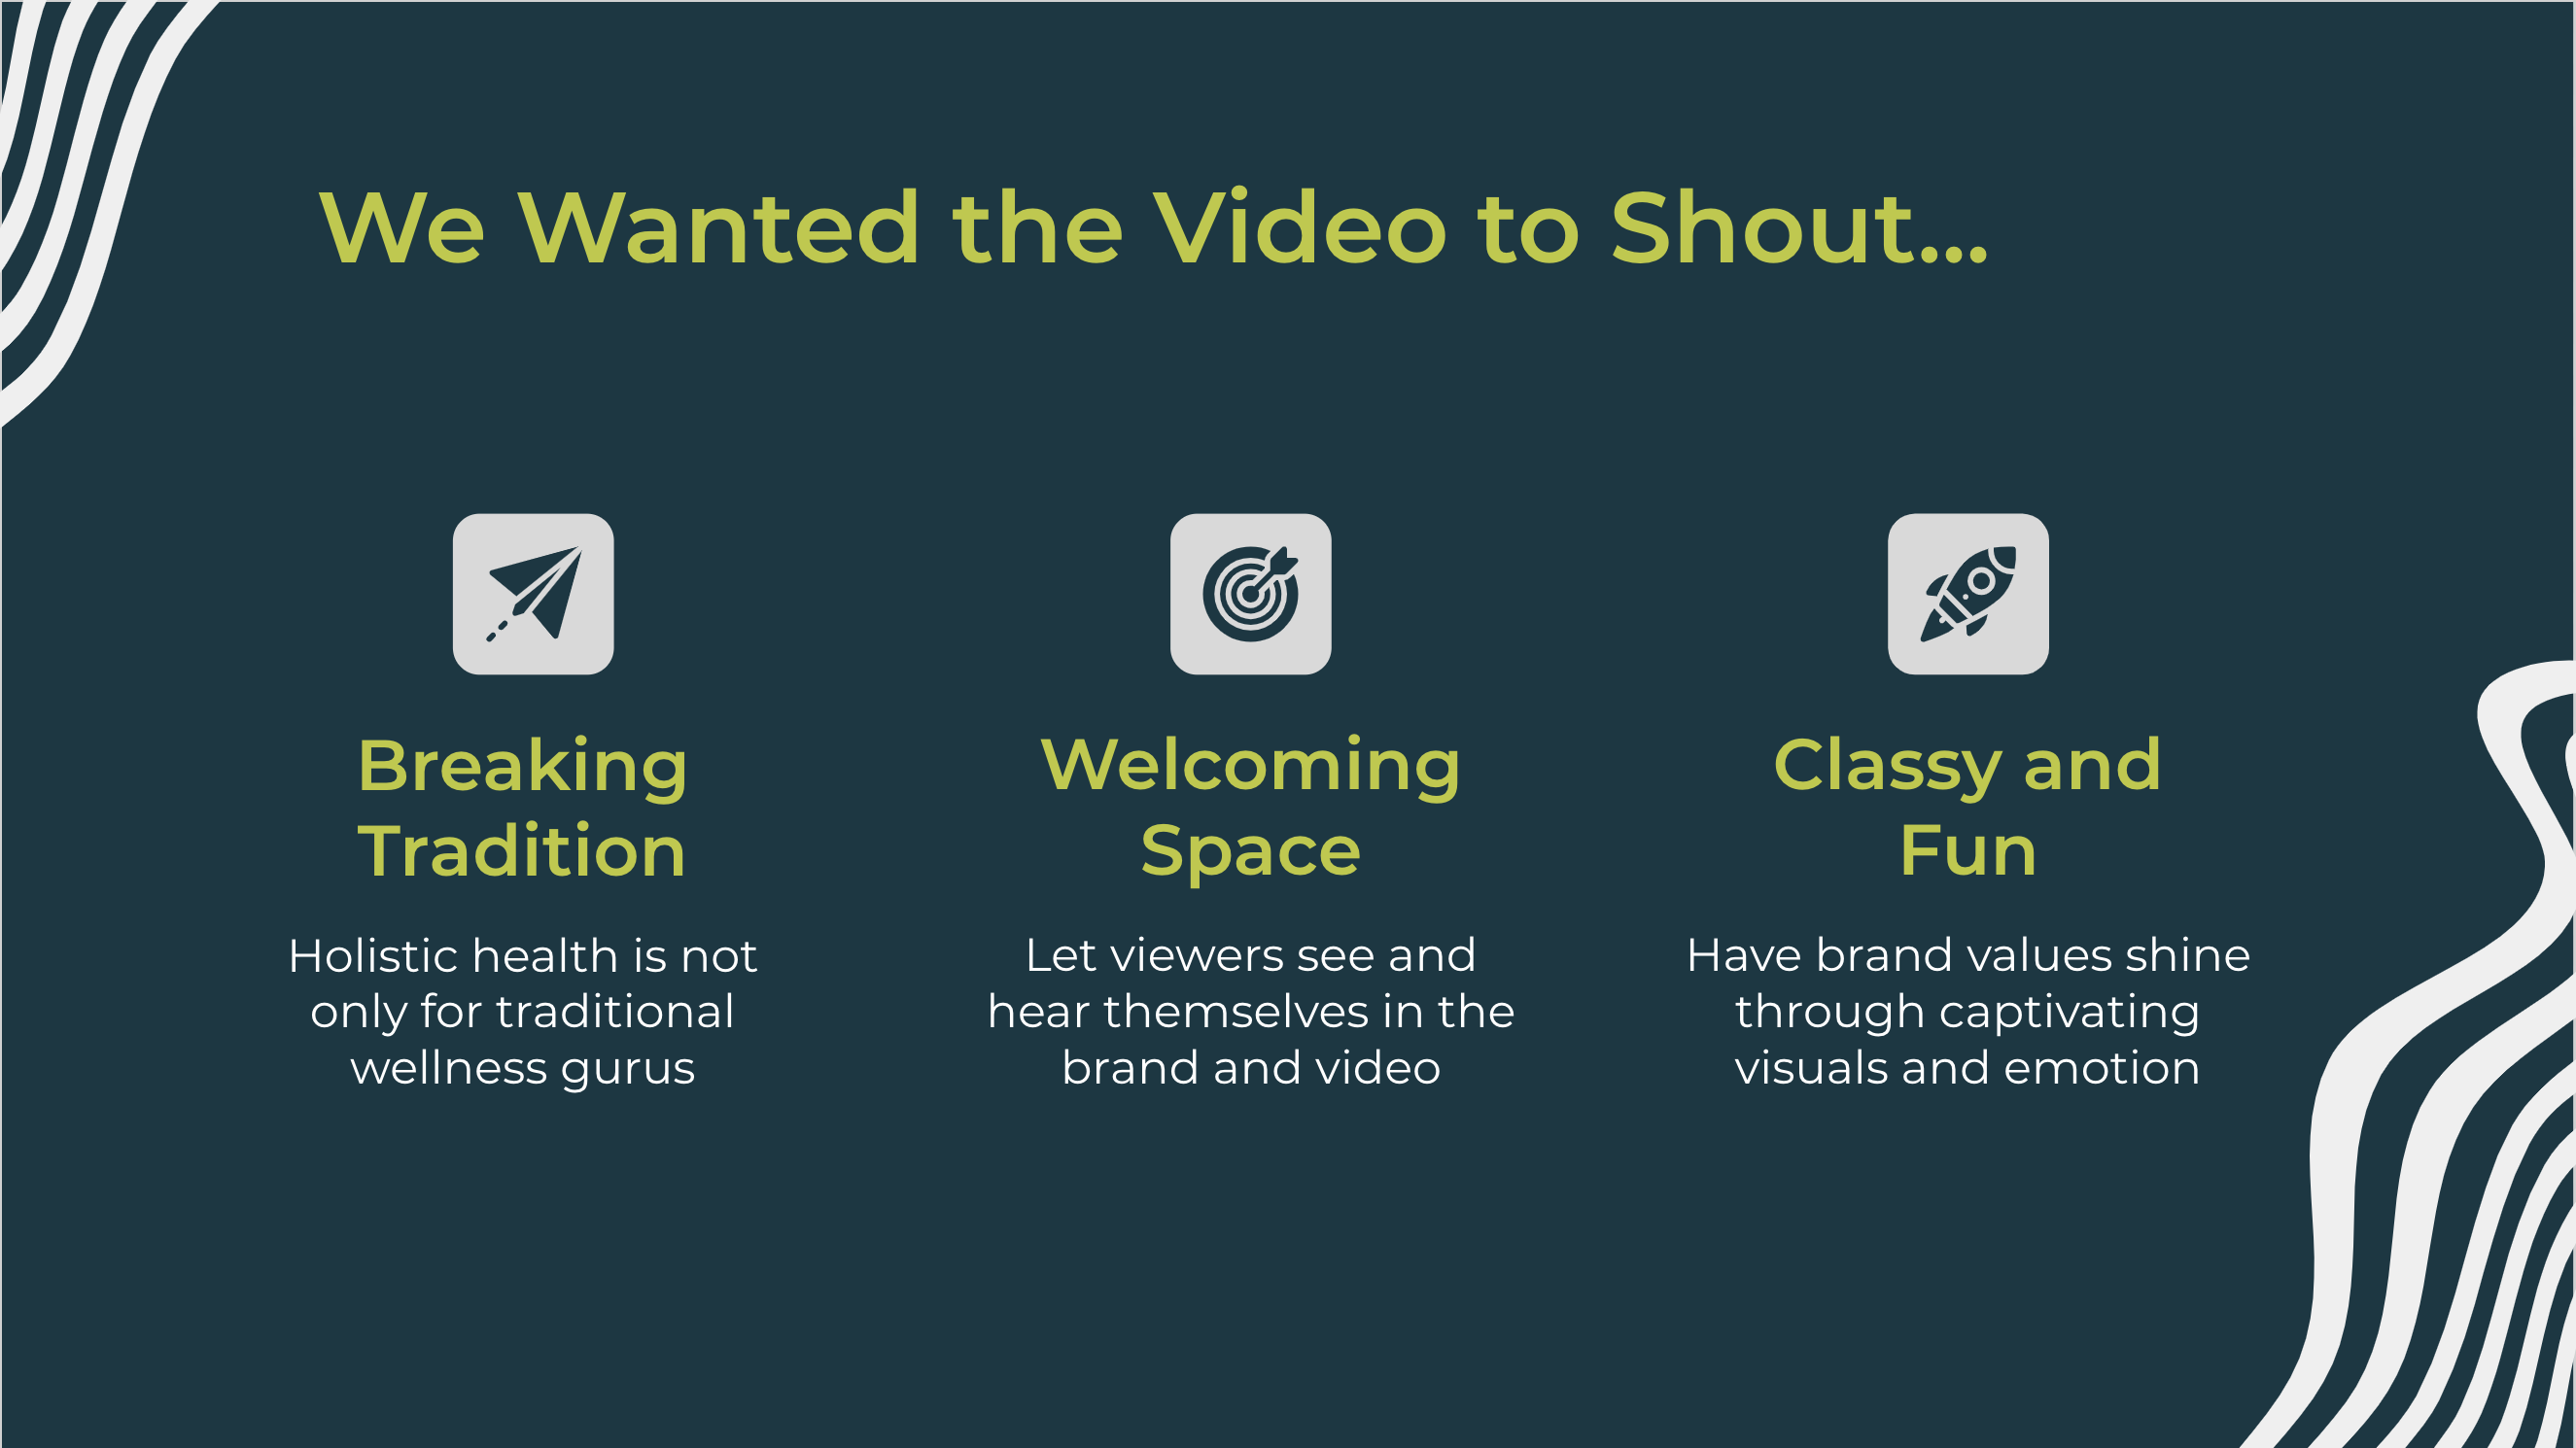 We Wanted the Video to Shout...
Breaking
Tradition
Holistic health is not
only for traditional
wellness gurus
Welcoming
Space
Let viewers see and
hear themselves in the
brand and video
Classy and
Fun
Have brand values shine
through captivating
visuals and emotion